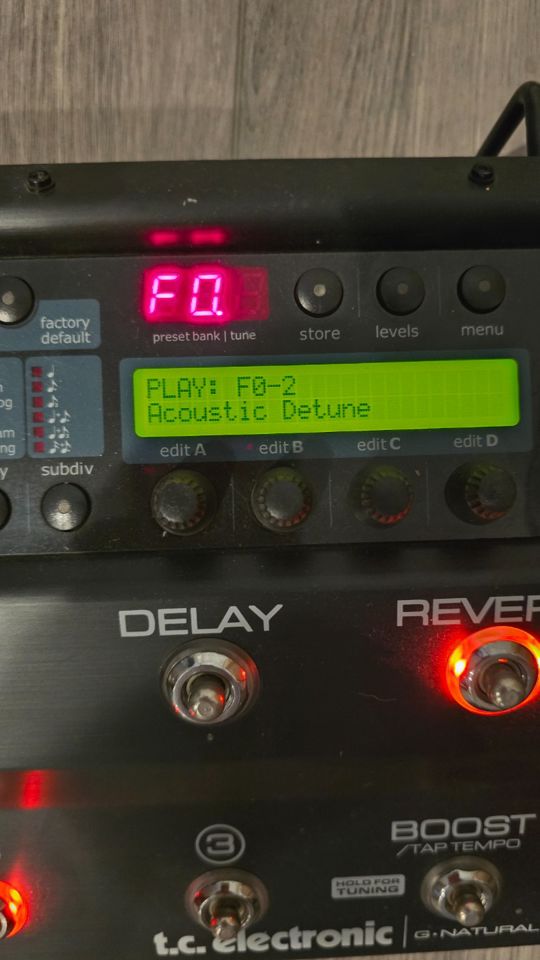 F0.
factory
default
preset bank | tune
store
levels
menu
PLAY: F0-2
Acoustic Detune
edit A
edit B
edit C
edit D
subdiv
DELAY
REVER
3
BOOST
/TAP TEMPO
HOLD FOR
TUNING
t.c. electronic | G·NATURAL